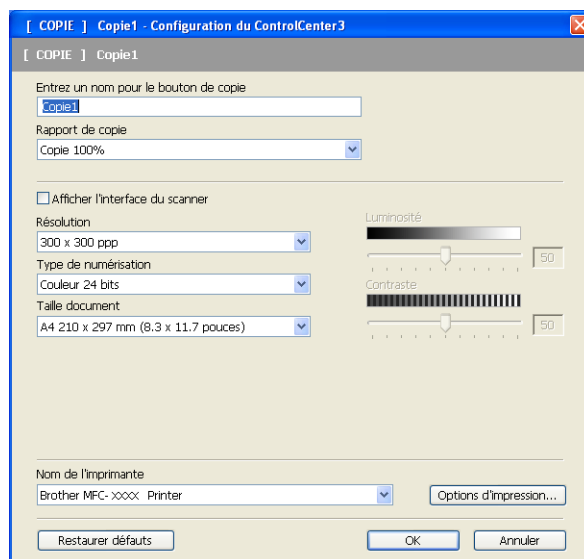 [ COPIE ] Copie1 - Configuration du ControlCenter3
[ COPIE ] Copie1
Entrez un nom pour le bouton de copie
Copie1
Rapport de copie
Copie 100%
Afficher l'interface du scanner
Résolution
300 x 300 ppp
Type de numérisation
Couleur 24 bits
Taille document
A4 210 x 297 mm (8.3 x 11.7 pouces)
Luminosité
50
Contraste
50
Nom de l'imprimante
Brother MFC- XXXX Printer
Options d'impression...
Restaurer défauts
OK
Annuler